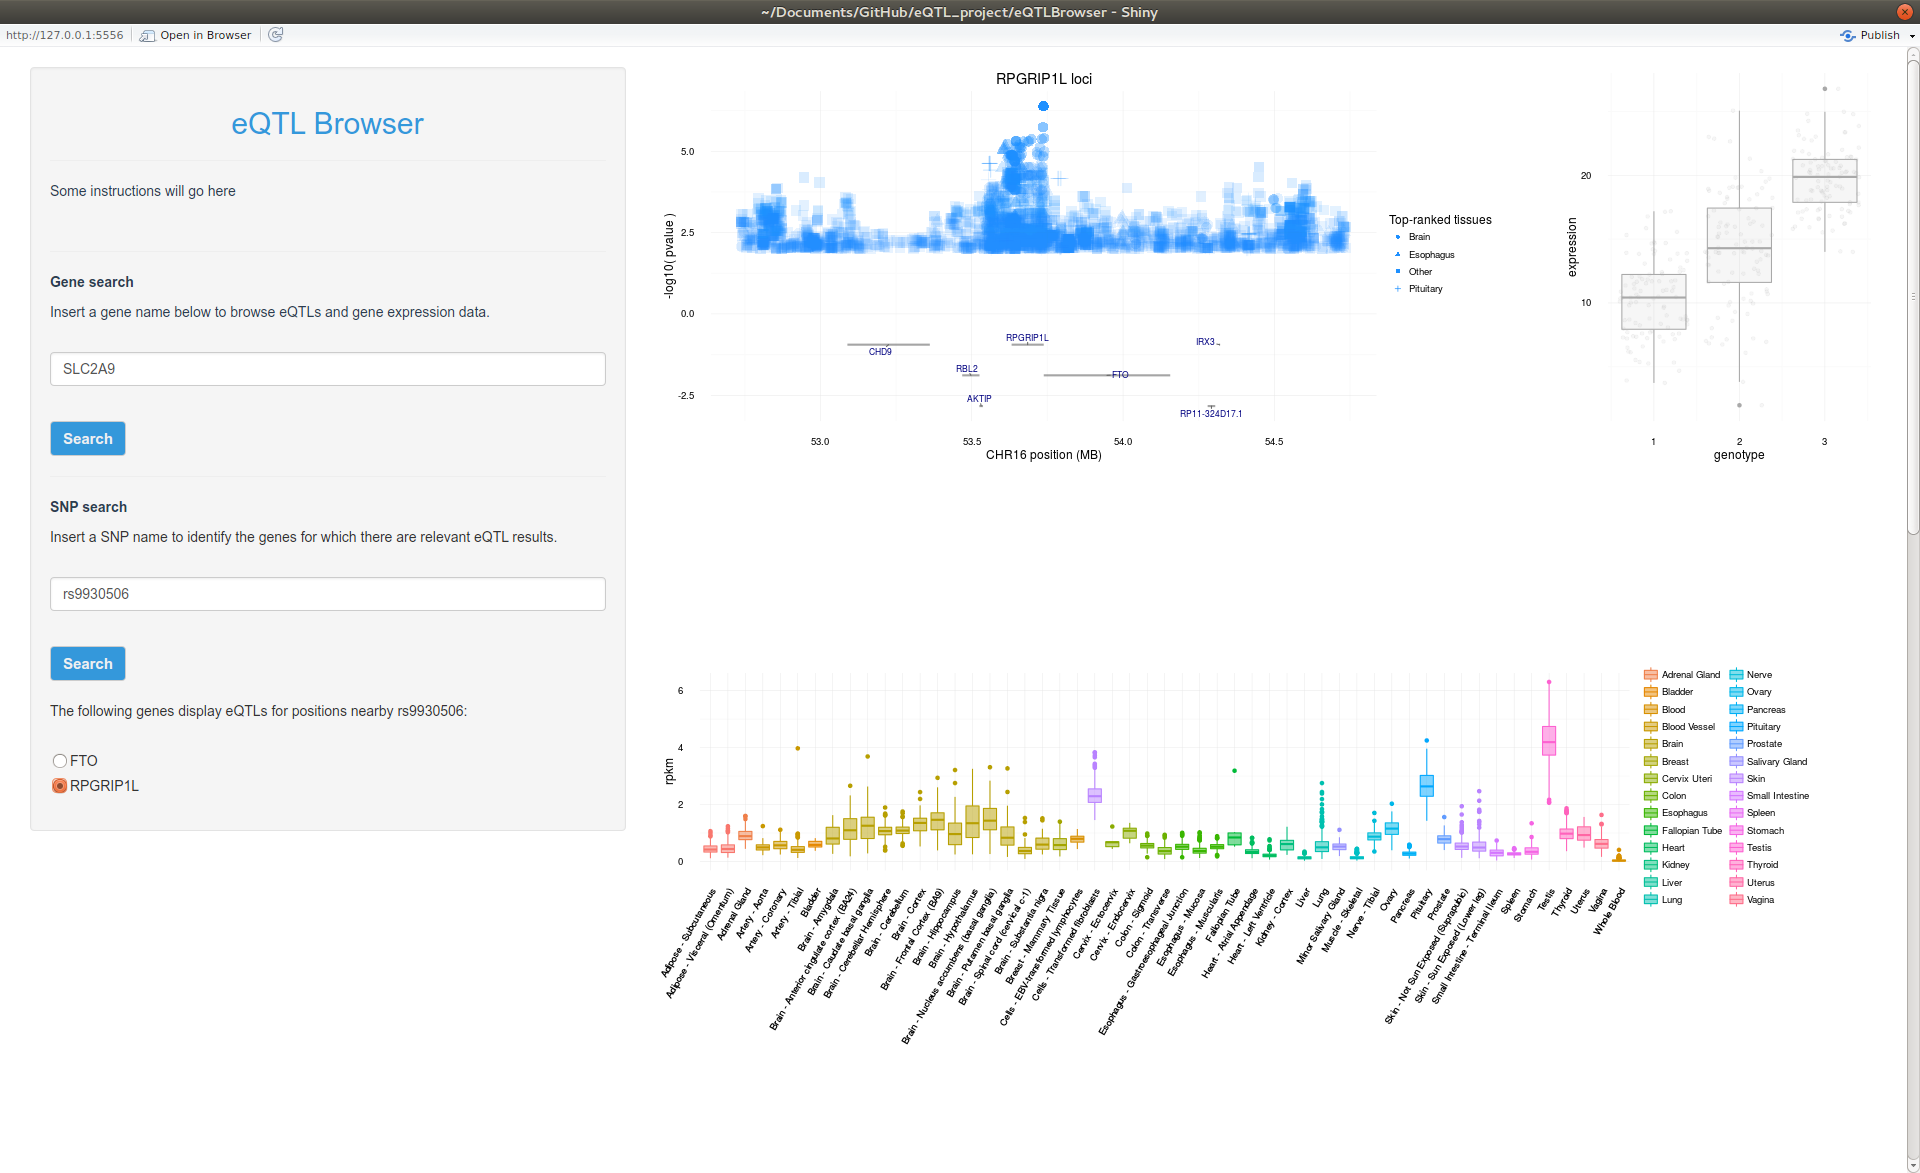 ~/Documents/GitHub/eQTL_project/eQTLBrowser - Shiny
http://127.0.0.1:5556
Open in Browser
Publish
eQTL Browser
Some instructions will go here
Gene search
Insert a gene name below to browse eQTLs and gene expression data.
SLC2A9
Search
SNP search
Insert a SNP name to identify the genes for which there are relevant eQTL results.
rs9930506
Search
The following genes display eQTLs for positions nearby rs9930506:
FTO
RPGRIP1L
RPGRIP1L loci
-log10( pvalue )
5.0
2.5
0.0
-2.5
CHD9
RPGRIP1L
IRX3
RBL2
FTO
AKTIP
RP11-324D17.1
53.0
53.5
54.0
54.5
CHR16 position (MB)
Top-ranked tissues
Brain
Esophagus
Other
Pituitary
expression
20
10
1
2
3
genotype
rpkm
6
4
2
0
Adipose - Subcutaneous
Adipose - Visceral (Omentum)
Adrenal Gland
Artery - Aorta
Artery - Coronary
Artery - Tibial
Bladder
Brain - Amygdala
Brain - Anterior cingulate cortex (BA24)
Brain - Caudate basal ganglia
Brain - Cerebellar Hemisphere
Brain - Cerebellum
Brain - Cortex
Brain - Frontal Cortex (BA9)
Brain - Hippocampus
Brain - Hypothalamus
Brain - Nucleus accumbens (basal ganglia)
Brain - Putamen basal ganglia
Brain - Spinal cord (cervical c-1)
Brain - Substantia nigra
Breast - Mammary Tissue
Cells - EBV-transformed lymphocytes
Cells - Transformed fibroblasts
Cervix - Ectocervix
Cervix - Endocervix
Colon - Sigmoid
Colon - Transverse
Esophagus - Gastroesophageal Junction
Esophagus - Mucosa
Esophagus - Muscularis
Fallopian Tube
Heart - Atrial Appendage
Heart - Left Ventricle
Kidney - Cortex
Liver
Lung
Minor Salivary Gland
Muscle - Skeletal
Nerve - Tibial
Ovary
Pancreas
Pituitary
Prostate
Skin - Not Sun Exposed (Suprapubic)
Skin - Sun Exposed (Lower leg)
Small Intestine - Terminal Ileum
Spleen
Stomach
Testis
Thyroid
Uterus
Vagina
Whole Blood
Adrenal Gland
Bladder
Blood
Blood Vessel
Brain
Breast
Cervix Uteri
Colon
Esophagus
Fallopian Tube
Heart
Kidney
Liver
Lung
Nerve
Ovary
Pancreas
Pituitary
Prostate
Salivary Gland
Skin
Small Intestine
Spleen
Stomach
Testis
Thyroid
Uterus
Vagina